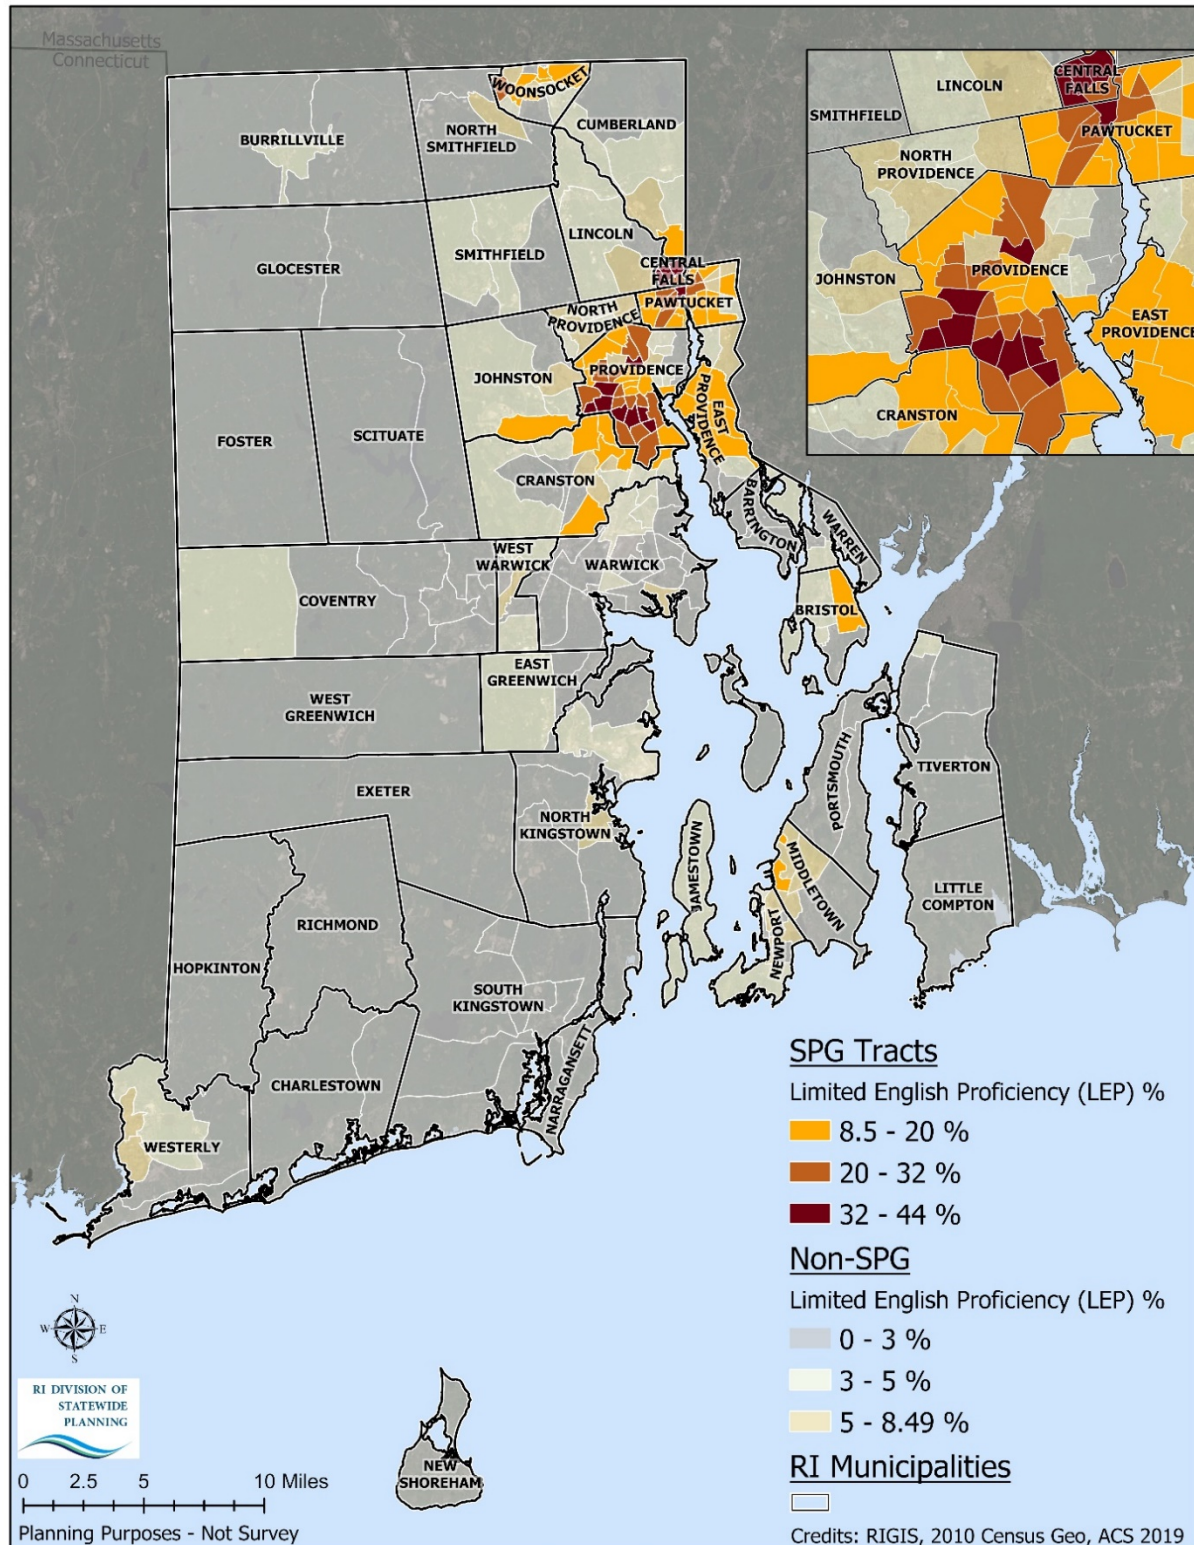 Massachusetts
Connecticut
WOONSOCKET
BURRILLVILLE
NORTH
SMITHFIELD
CUMBERLAND
GLOCESTER
SMITHFIELD
LINCOLN
CENTRAL
FALLS
PAWTUCKET
NORTH
PROVIDENCE
PROVIDENCE
JOHNSTON
EAST
PROVIDENCE
FOSTER
SCITUATE
CRANSTON
BARRINGTON
WARREN
WEST
WARWICK
WARWICK
COVENTRY
BRISTOL
EAST
GREENWICH
WEST
GREENWICH
TIVERTON
PORTSMOUTH
EXETER
NORTH
KINGSTOWN
JAMESTOWN
MIDDLETOWN
LITTLE
COMPTON
NEWPORT
RICHMOND
HOPKINTON
SOUTH
KINGSTOWN
NARRAGANSETT
CHARLESTOWN
WESTERLY
NEW
SHOREHAM
CENTRAL
FALLS
LINCOLN
SMITHFIELD
PAWTUCKET
NORTH
PROVIDENCE
JOHNSTON
PROVIDENCE
EAST
PROVIDENCE
CRANSTON
SPG Tracts
Limited English Proficiency (LEP) %
8.5 - 20 %
20 - 32 %
32 - 44 %
Non-SPG
Limited English Proficiency (LEP) %
0 - 3 %
3 - 5 %
5 - 8.49 %
RI Municipalities
N
W E
S
RI DIVISION OF
STATEWIDE
PLANNING
0 2.5 5 10 Miles
Planning Purposes - Not Survey
Credits: RIGIS, 2010 Census Geo, ACS 2019